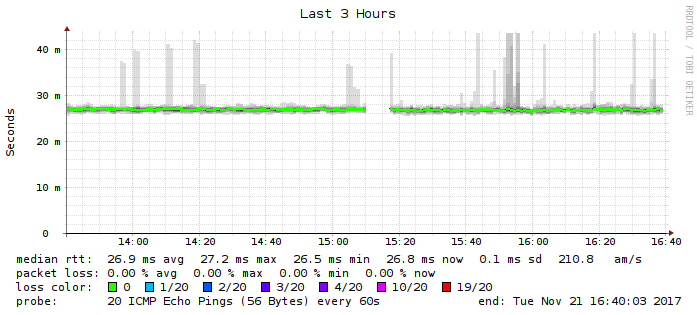 Last 3 Hours
RRDTOOL / TOBI OETIKER
Seconds
40 m
30 m
20 m
10 m
0
14:00 14:20 14:40 15:00 15:20 15:40 16:00 16:20 16:40
median rtt: 26.9 ms avg 27.2 ms max 26.5 ms min 26.8 ms now 0.1 ms sd 210.8 am/s
packet loss: 0.00 % avg 0.00 % max 0.00 % min 0.00 % now
loss color: 0 1/20 2/20 3/20 4/20 10/20 19/20
probe: 20 ICMP Echo Pings (56 Bytes) every 60s end: Tue Nov 21 16:40:03 2017